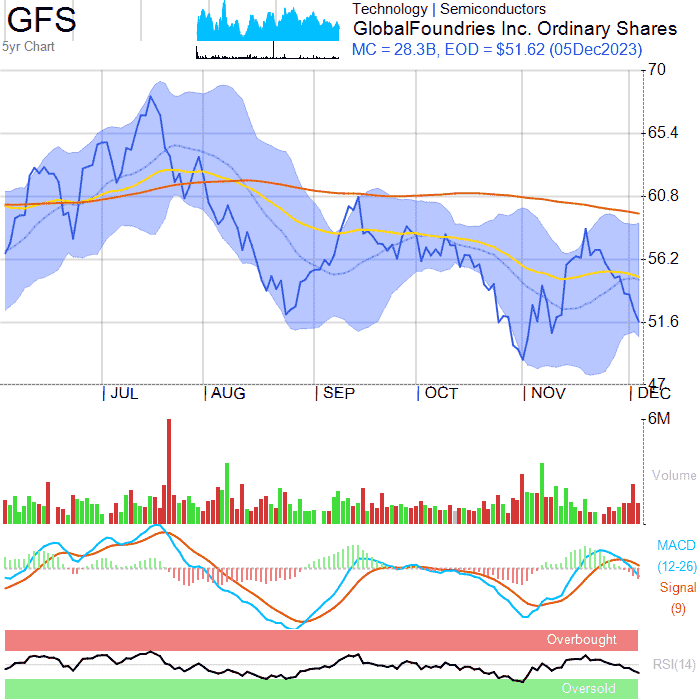 GFS
5yr Chart
Technology | Semiconductors
GlobalFoundries Inc. Ordinary Shares
MC = 28.3B, EOD = $51.62 (05Dec2023)
70
65.4
60.8
56.2
51.6
47
| JUL | AUG | SEP | OCT | NOV | DEC
6M
Volume
MACD
(12-26)
Signal
(9)
Overbought
RSI(14)
Oversold